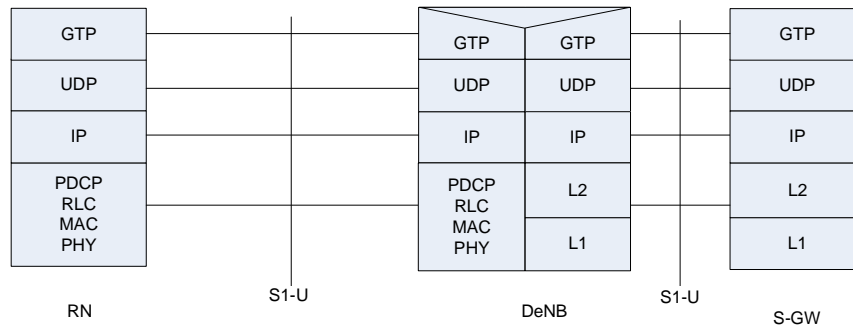 GTP
UDP
IP
PDCP
RLC
MAC
PHY
RN
S1-U
GTP
GTP
UDP
UDP
IP
IP
PDCP
RLC
MAC
PHY
L2
L1
DeNB
S1-U
GTP
UDP
IP
L2
L1
S-GW